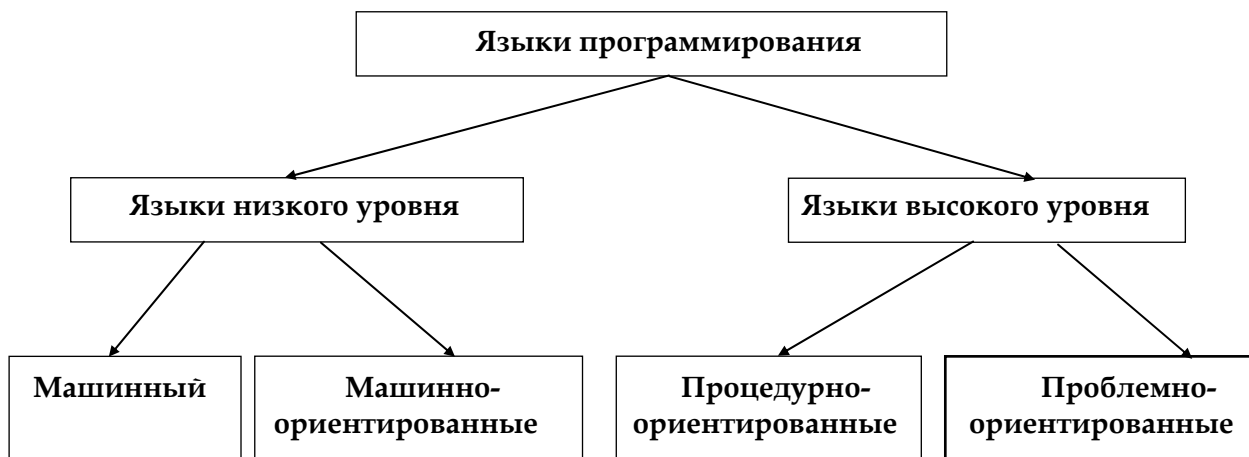 Языки программирования
Языки низкого уровня
Языки высокого уровня
Машинный
Машинно-
ориентированные
Процедурно-
ориентированные
Проблемно-
ориентированные